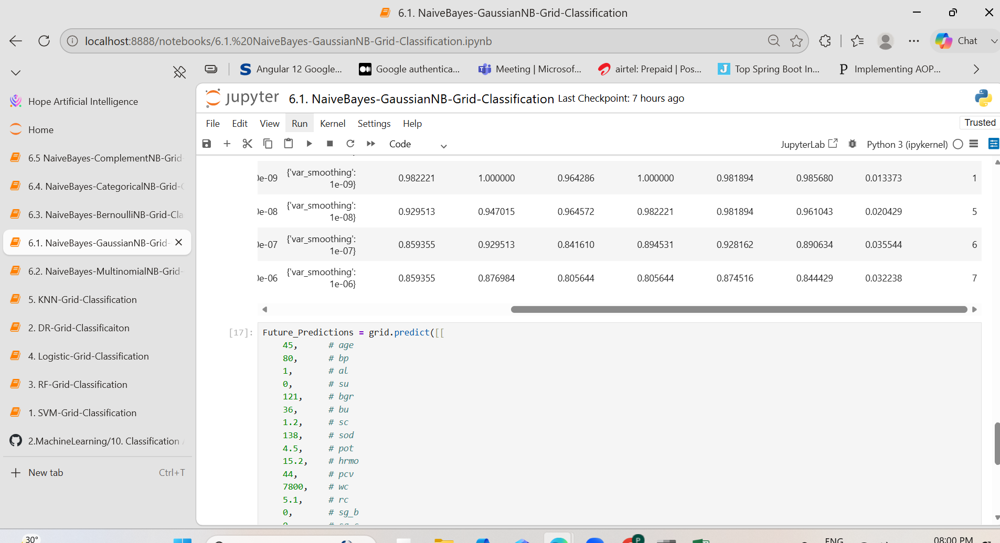 6.1. NaiveBayes-GaussianNB-Grid-Classification
localhost:8888/notebooks/6.1.%20NaiveBayes-GaussianNB-Grid-Classification.ipynb
Chat
Angular 12 Google...
Google authentica...
Meeting | Microsof...
airtel: Prepaid | Pos...
Top Spring Boot In...
Implementing AOP...
Hope Artificial Intelligence
Home
6.5 NaiveBayes-ComplementNB-Grid-
6.4. NaiveBayes-CategoricalNB-Grid-C
6.3. NaiveBayes-BernoulliNB-Grid-Cla
6.1. NaiveBayes-GaussianNB-Grid-
6.2. NaiveBayes-MultinomialNB-Grid-
5. KNN-Grid-Classification
2. DR-Grid-Classificaiton
4. Logistic-Grid-Classification
3. RF-Grid-Classification
1. SVM-Grid-Classification
2.MachineLearning/10. Classification
New tab Ctrl+T
jupyter 6.1. NaiveBayes-GaussianNB-Grid-Classification Last Checkpoint: 7 hours ago
File Edit View Run Kernel Settings Help
Trusted
Code
JupyterLab
Python 3 (ipykernel)
0e-09 {'var_smoothing': 1e-09} 0.982221 1.000000 0.964286 1.000000 0.981894 0.985680 0.013373 1
0e-08 {'var_smoothing': 1e-08} 0.929513 0.947015 0.964572 0.982221 0.981894 0.961043 0.020429 5
0e-07 {'var_smoothing': 1e-07} 0.859355 0.929513 0.841610 0.894531 0.928162 0.890634 0.035544 6
0e-06 {'var_smoothing': 1e-06} 0.859355 0.876984 0.805644 0.805644 0.874516 0.844429 0.032238 7
[17]: Future_Predictions = grid.predict([[
45, # age
80, # bp
1, # al
0, # su
121, # bgr
36, # bu
1.2, # sc
138, # sod
4.5, # pot
15.2, # hrmo
44, # pcv
7800, # wc
5.1, # rc
0, # sg_b
30°
ENG
08:00 PM